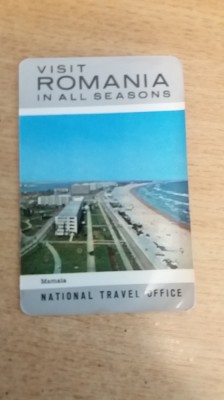 VISIT
ROMANIA
IN ALL SEASONS
Mamaia
NATIONAL TRAVEL OFFICE